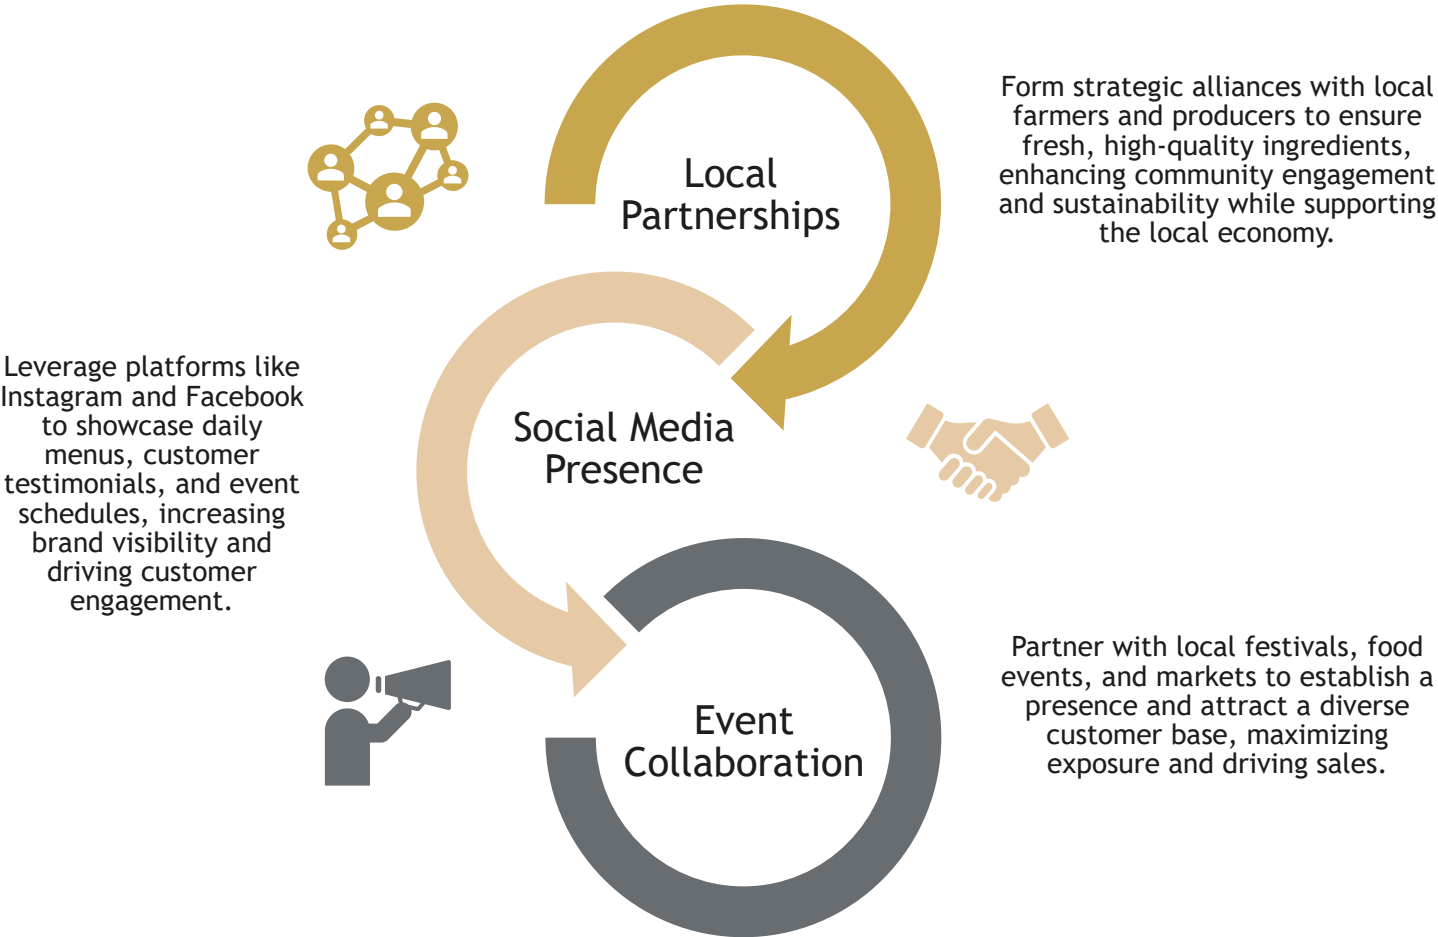 Local
Partnerships
Form strategic alliances with local
farmers and producers to ensure
fresh, high-quality ingredients,
enhancing community engagement
and sustainability while supporting
the local economy.
Social Media
Presence
Leverage platforms like
Instagram and Facebook
to showcase daily
menus, customer
testimonials, and event
schedules, increasing
brand visibility and
driving customer
engagement.
Event
Collaboration
Partner with local festivals, food
events, and markets to establish a
presence and attract a diverse
customer base, maximizing
exposure and driving sales.